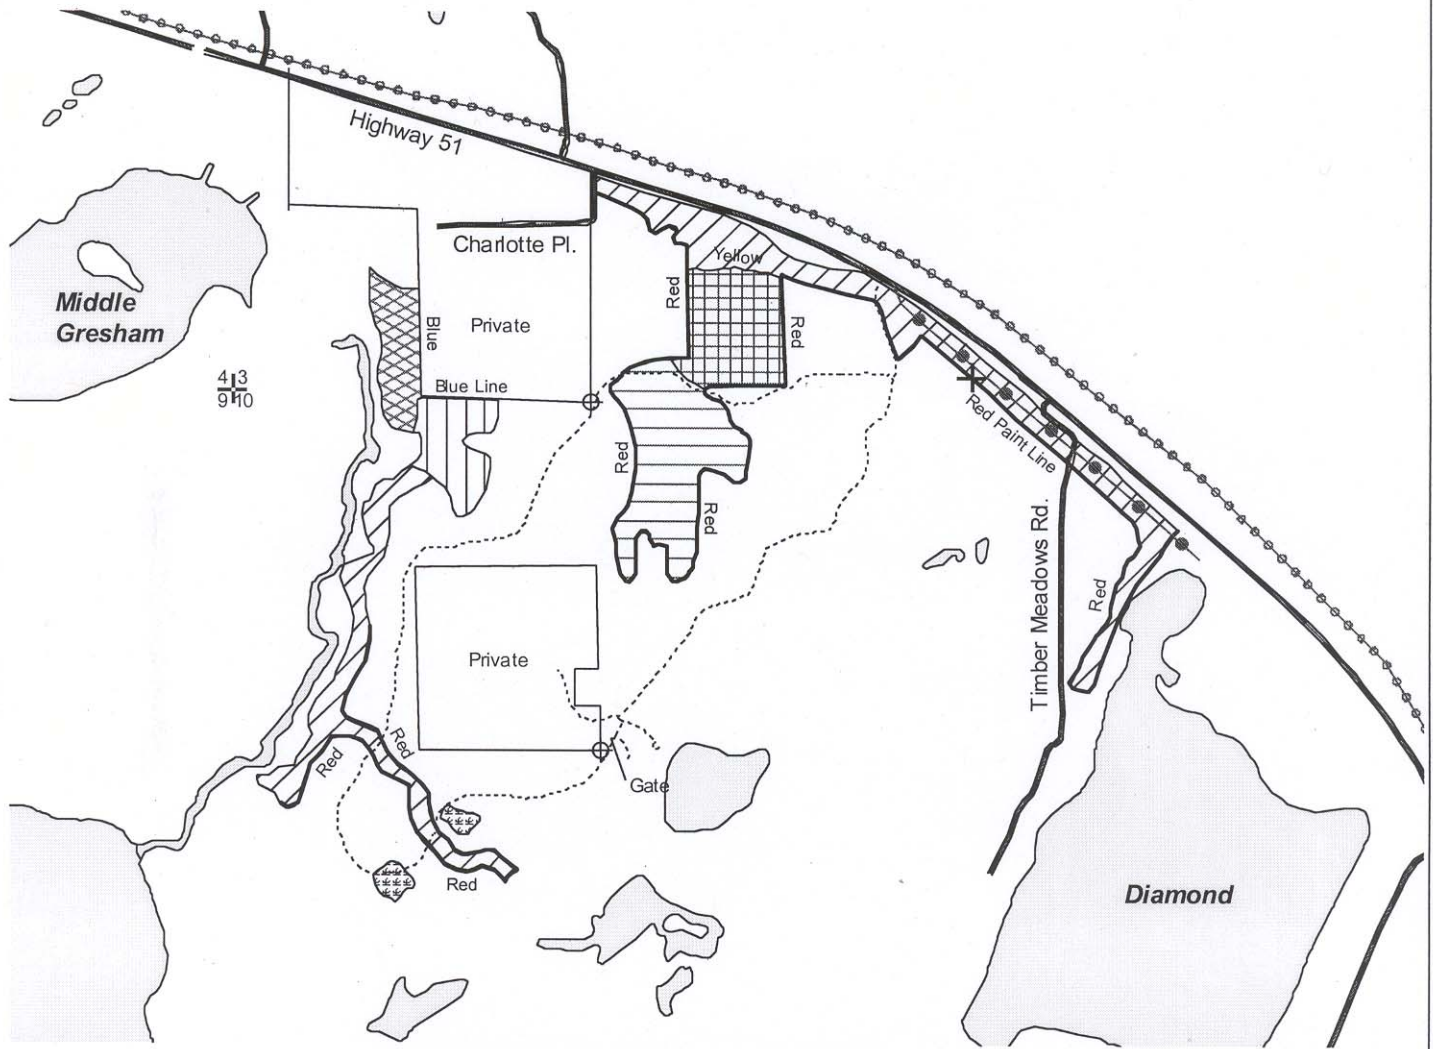 Highway 51
Charlotte Pl.
Yellow
Middle
Gresham
Red
Blue
Private
Red
Blue Line
4 3
9 10
Red Paint Line
Red
Red
Timber Meadows Rd.
Red
Private
Red
Red
Gate
Red
Diamond